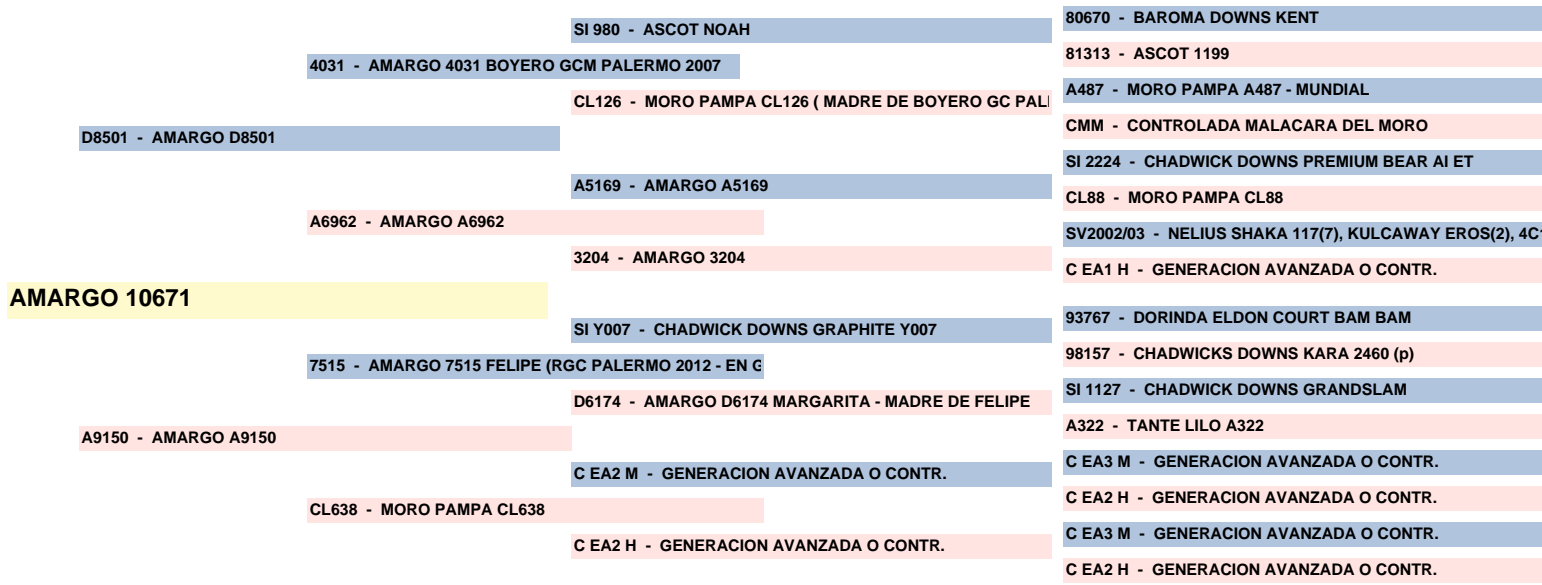 80670 - BAROMA DOWNS KENT
SI 980 - ASCOT NOAH
81313 - ASCOT 1199
4031 - AMARGO 4031 BOYERO GCM PALERMO 2007
A487 - MORO PAMPA A487 - MUNDIAL
CL126 - MORO PAMPA CL126 ( MADRE DE BOYERO GC PAL
CMM - CONTROLADA MALACARA DEL MORO
D8501 - AMARGO D8501
SI 2224 - CHADWICK DOWNS PREMIUM BEAR AI ET
A5169 - AMARGO A5169
CL88 - MORO PAMPA CL88
A6962 - AMARGO A6962
SV2002/03 - NELIUS SHAKA 117(7), KULCAWAY EROS(2), 4C
3204 - AMARGO 3204
C EA1 H - GENERACION AVANZADA O CONTR.
AMARGO 10671
93767 - DORINDA ELDON COURT BAM BAM
SI Y007 - CHADWICK DOWNS GRAPHITE Y007
98157 - CHADWICKS DOWNS KARA 2460 (p)
7515 - AMARGO 7515 FELIPE (RGC PALERMO 2012 - EN G
SI 1127 - CHADWICK DOWNS GRANDSLAM
D6174 - AMARGO D6174 MARGARITA - MADRE DE FELIPE
A322 - TANTE LILO A322
A9150 - AMARGO A9150
C EA3 M - GENERACION AVANZADA O CONTR.
C EA2 M - GENERACION AVANZADA O CONTR.
C EA2 H - GENERACION AVANZADA O CONTR.
CL638 - MORO PAMPA CL638
C EA3 M - GENERACION AVANZADA O CONTR.
C EA2 H - GENERACION AVANZADA O CONTR.
C EA2 H - GENERACION AVANZADA O CONTR.